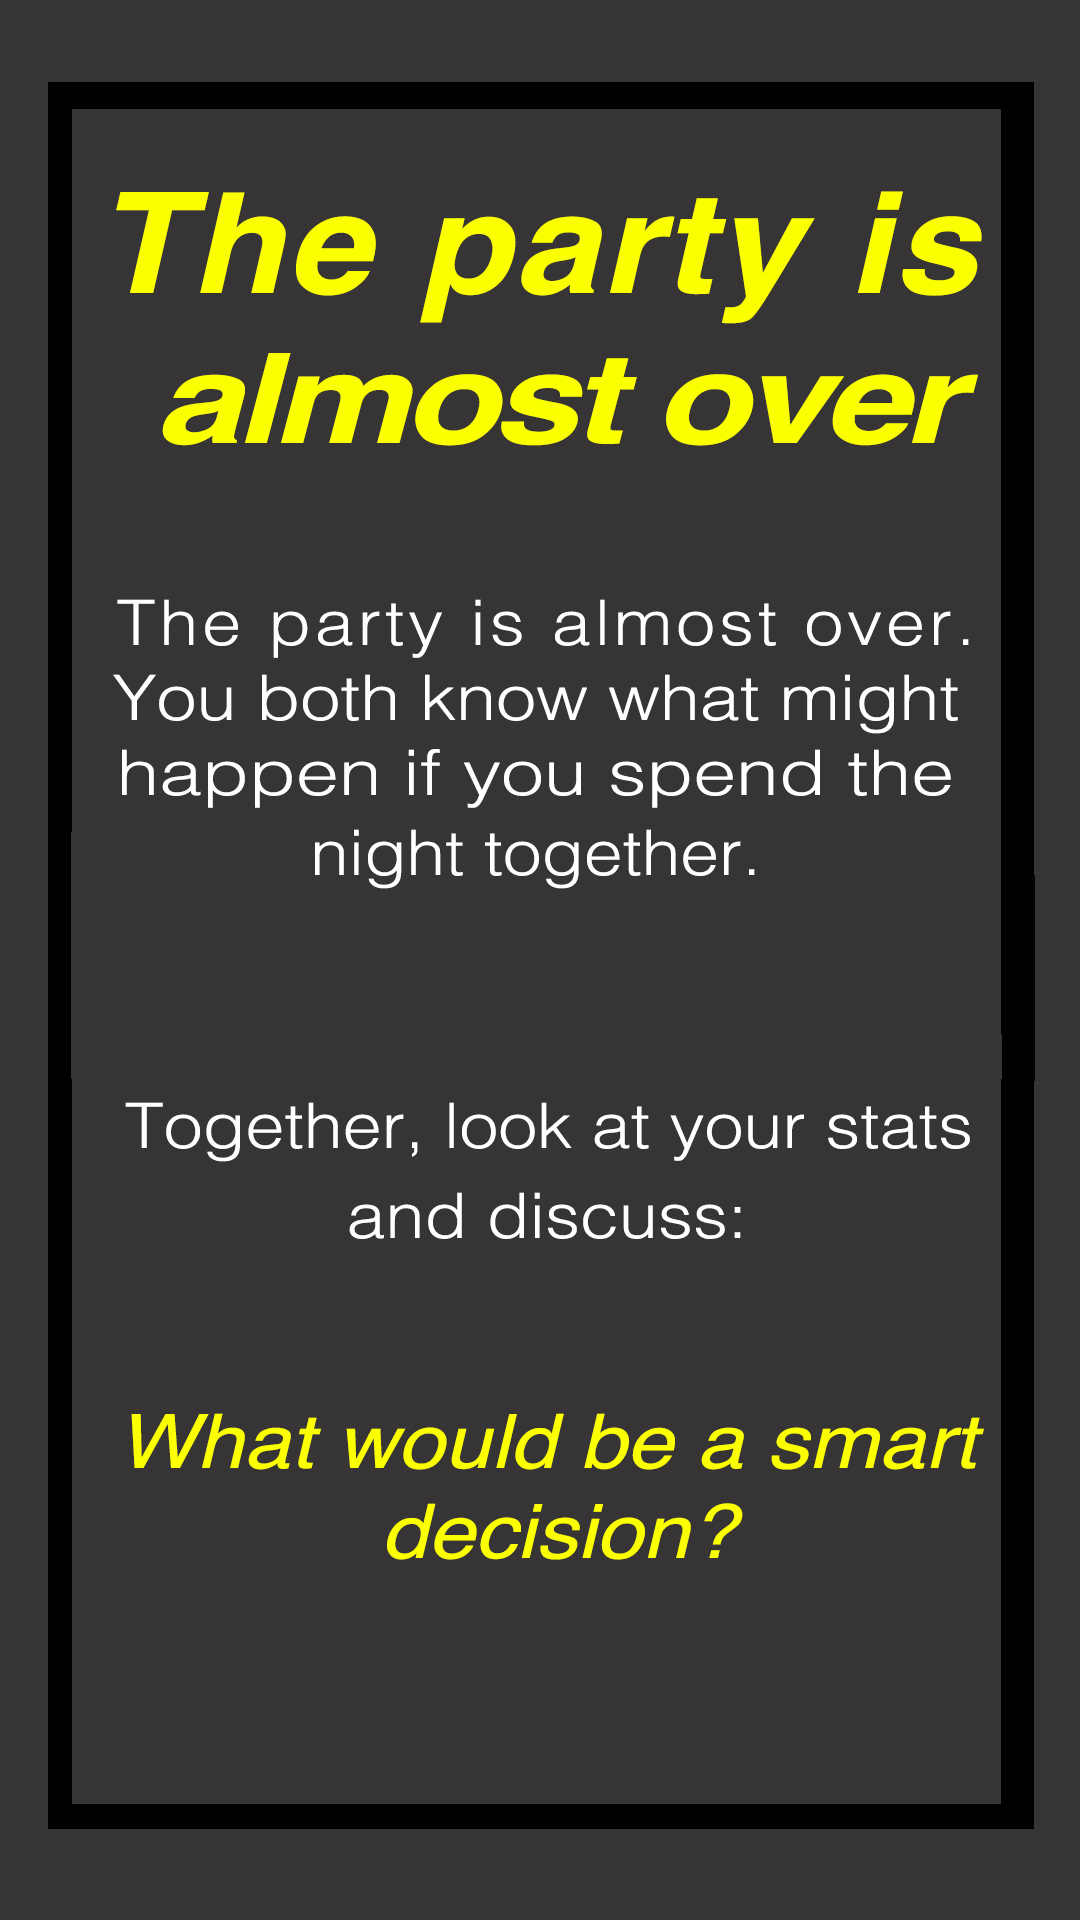 The party is
almost over
The party is almost over.
You both know what might
happen if you spend the
night together.
Together, look at your stats
and discuss:
What would be a smart
decision?